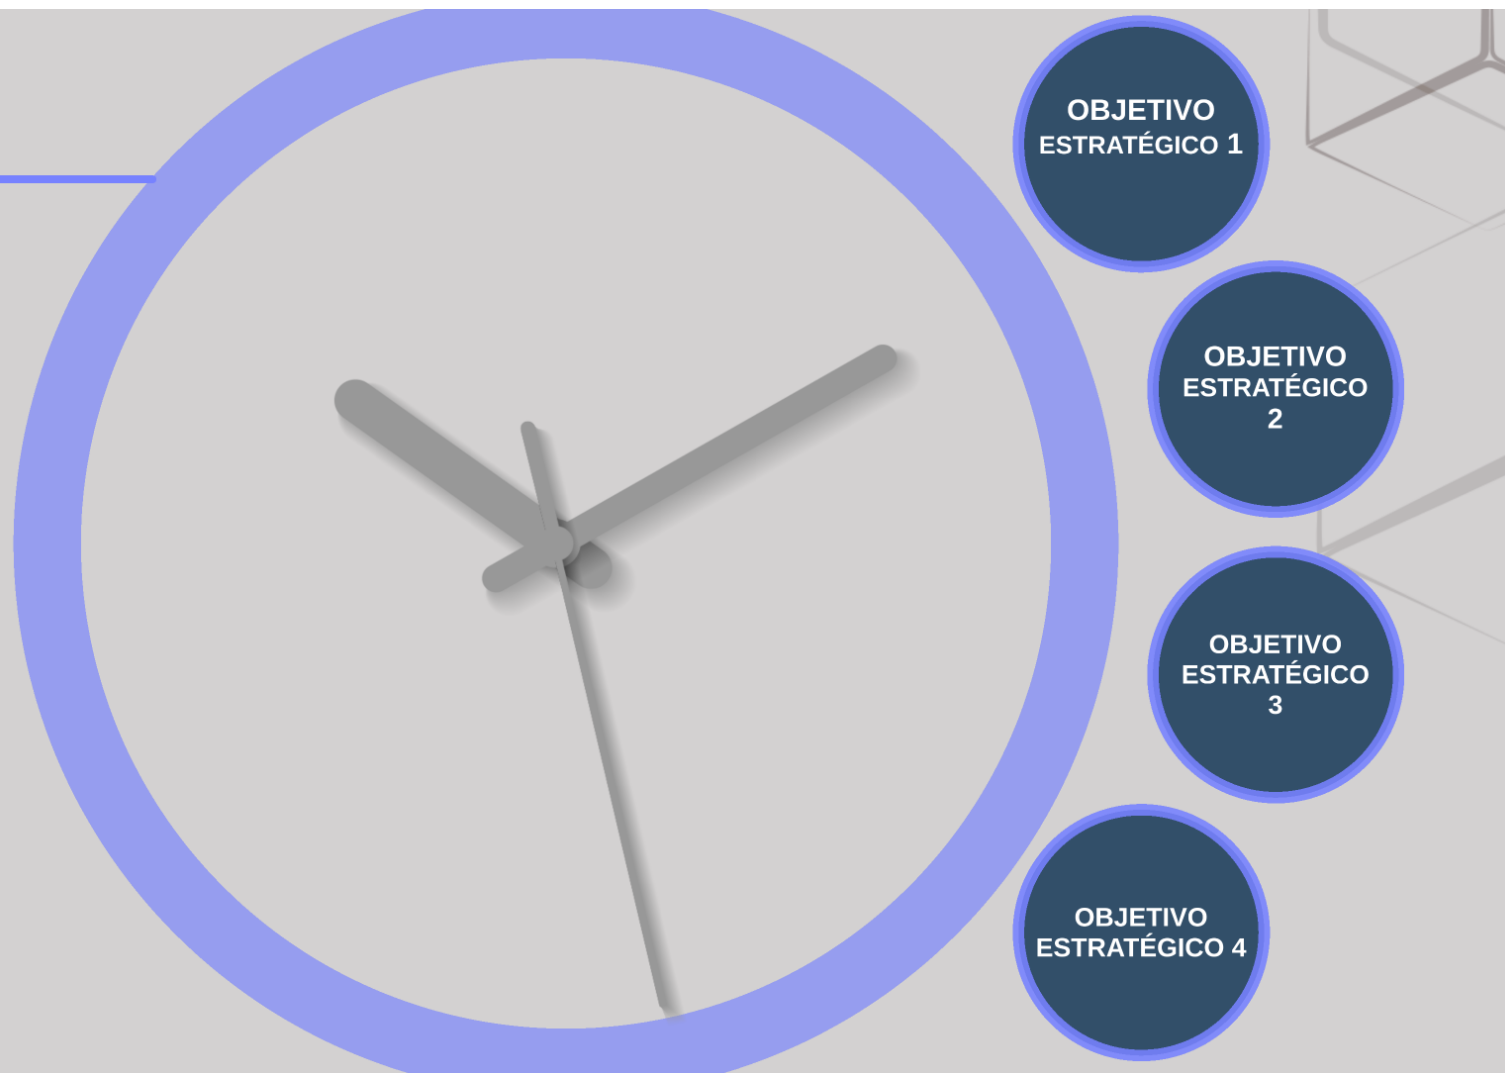 OBJETIVO
ESTRATÉGICO 1
OBJETIVO
ESTRATÉGICO
2
OBJETIVO
ESTRATÉGICO
3
OBJETIVO
ESTRATÉGICO 4